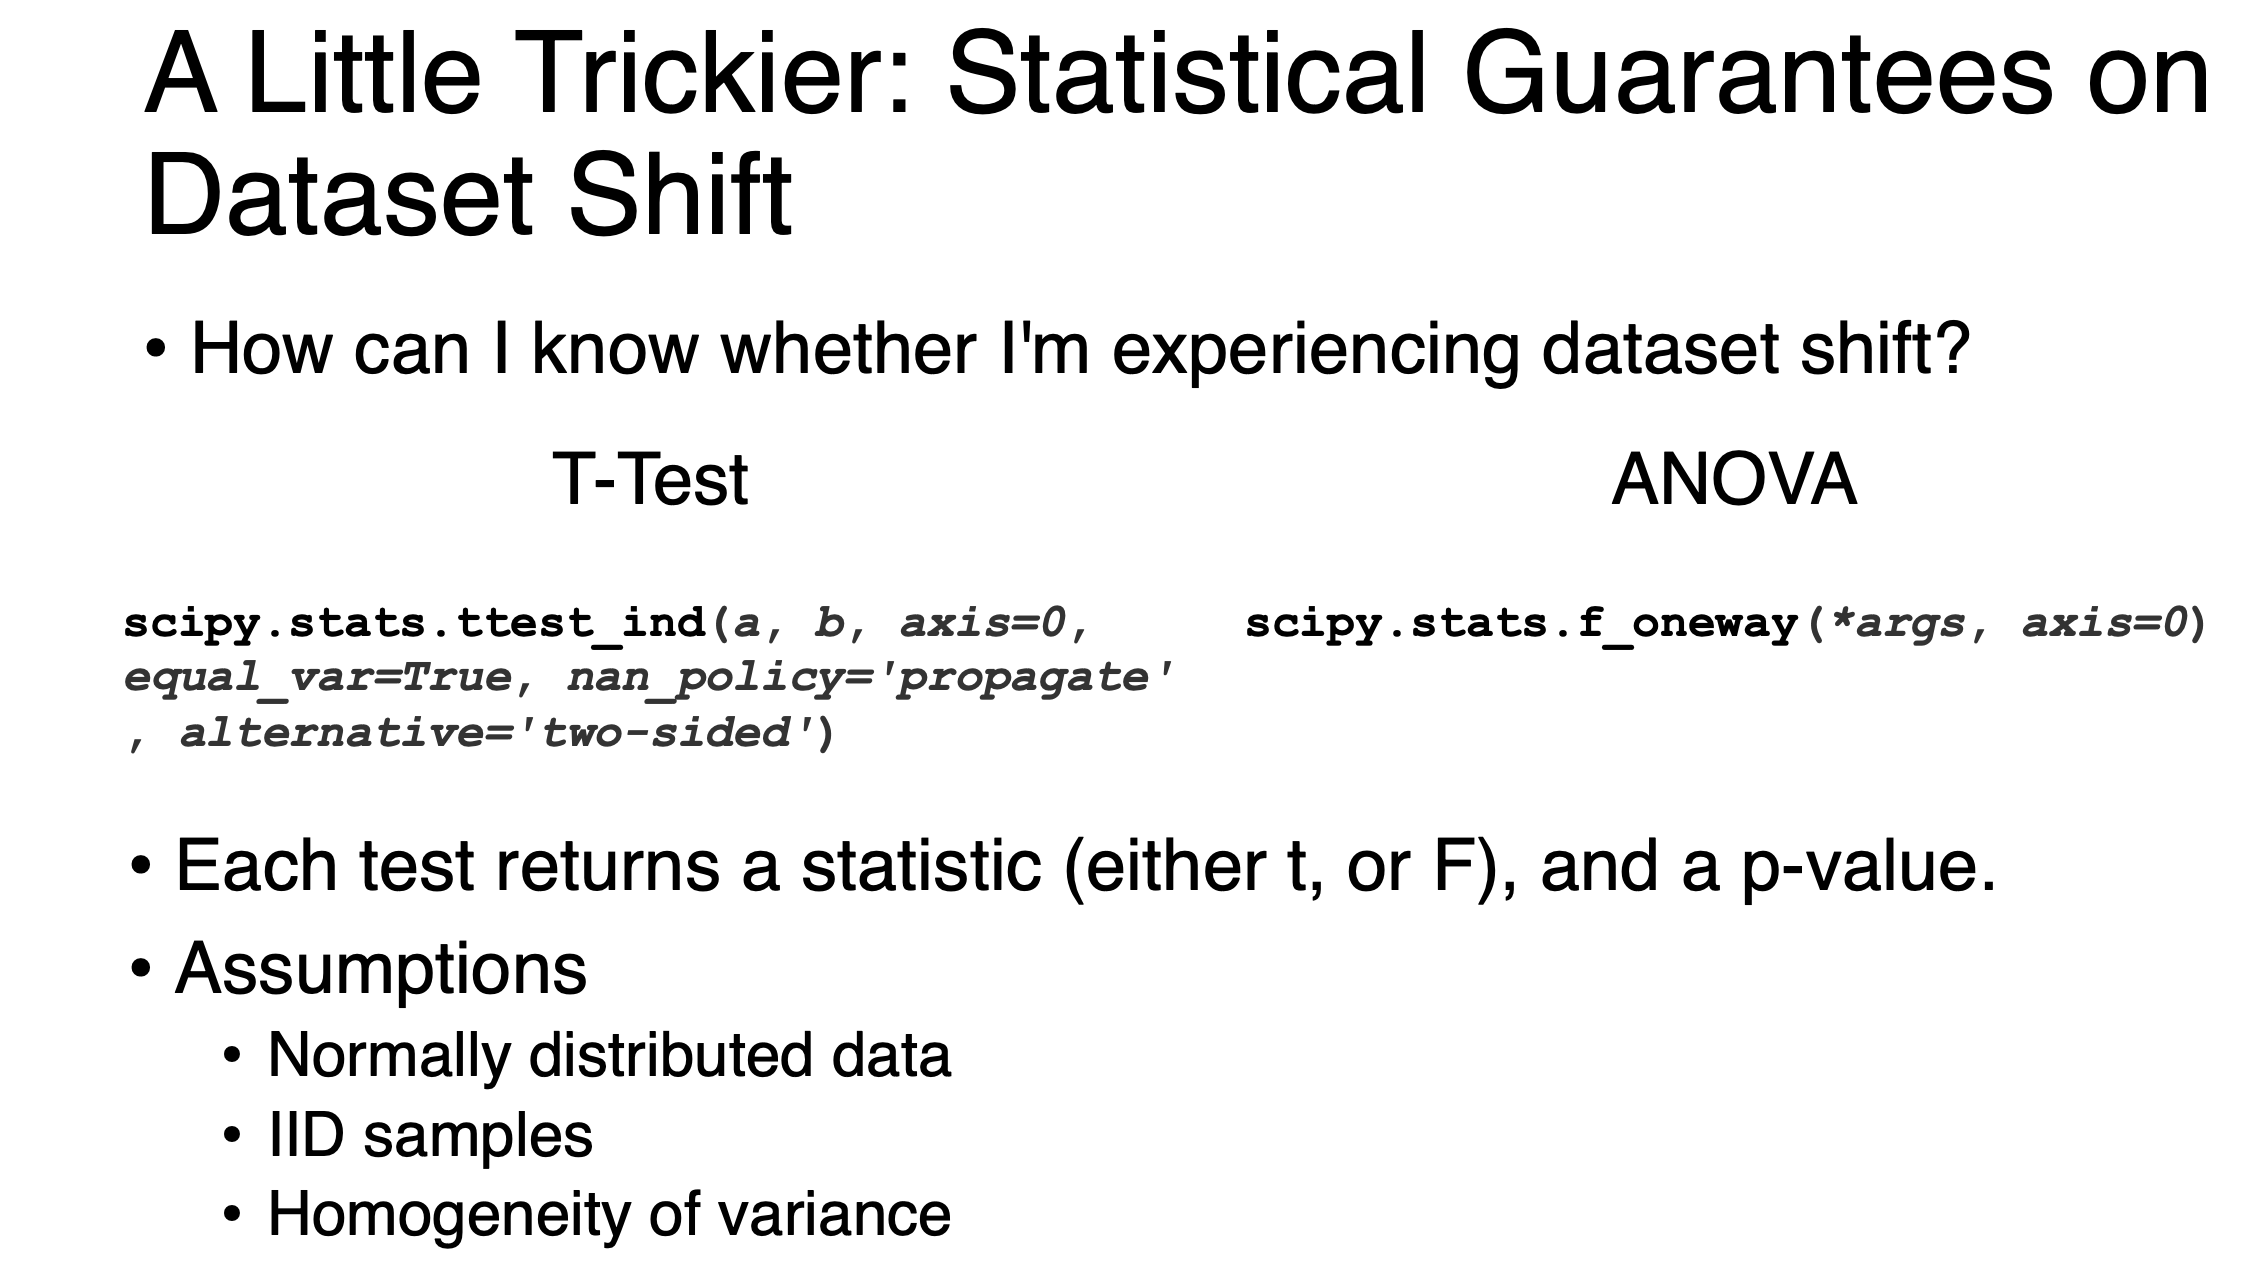 A Little Trickier: Statistical Guarantees on
Dataset Shift
• How can I know whether I'm experiencing dataset shift?
T-Test
ANOVA
scipy.stats.ttest_ind(a, b, axis=0,
equal_var=True, nan_policy='propagate'
, alternative='two-sided')
scipy.stats.f_oneway(*args, axis=0)
• Each test returns a statistic (either t, or F), and a p-value.
• Assumptions
• Normally distributed data
• IID samples
• Homogeneity of variance